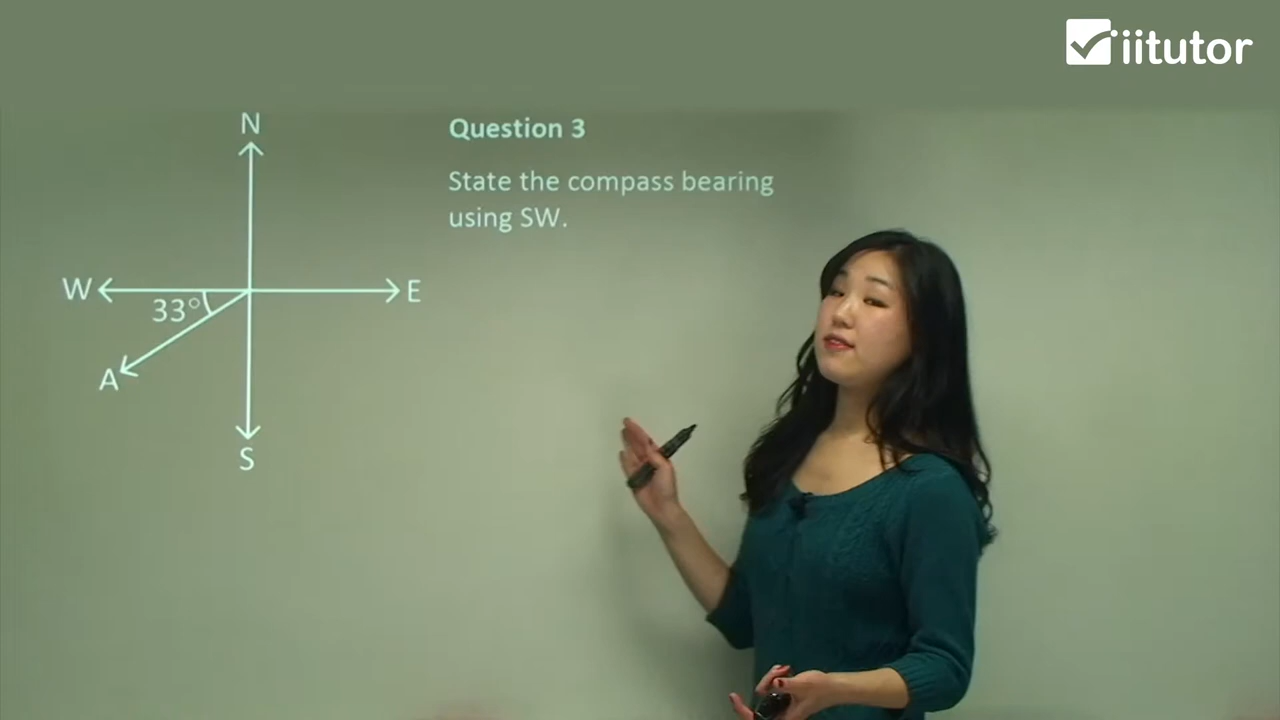 iitutor
N
Question 3
State the compass bearing
using SW.
W
E
33°
A
S